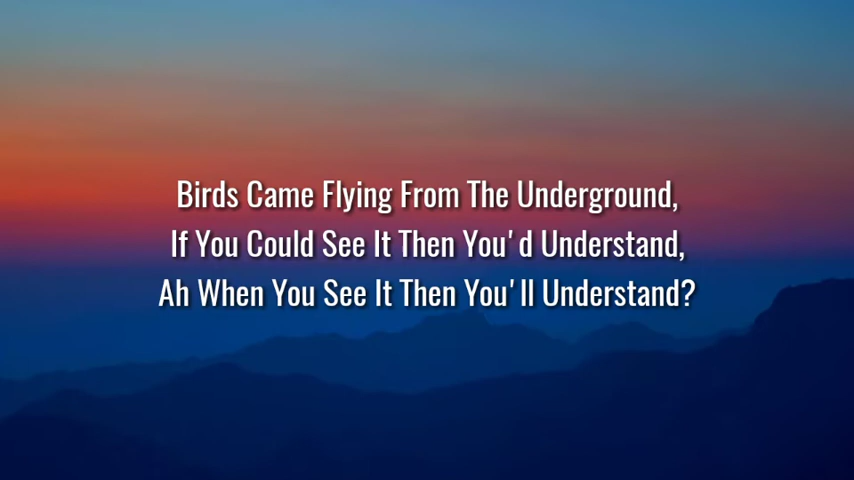 Birds Came Flying From The Underground,
If You Could See It Then You'd Understand,
Ah When You See It Then You'll Understand?